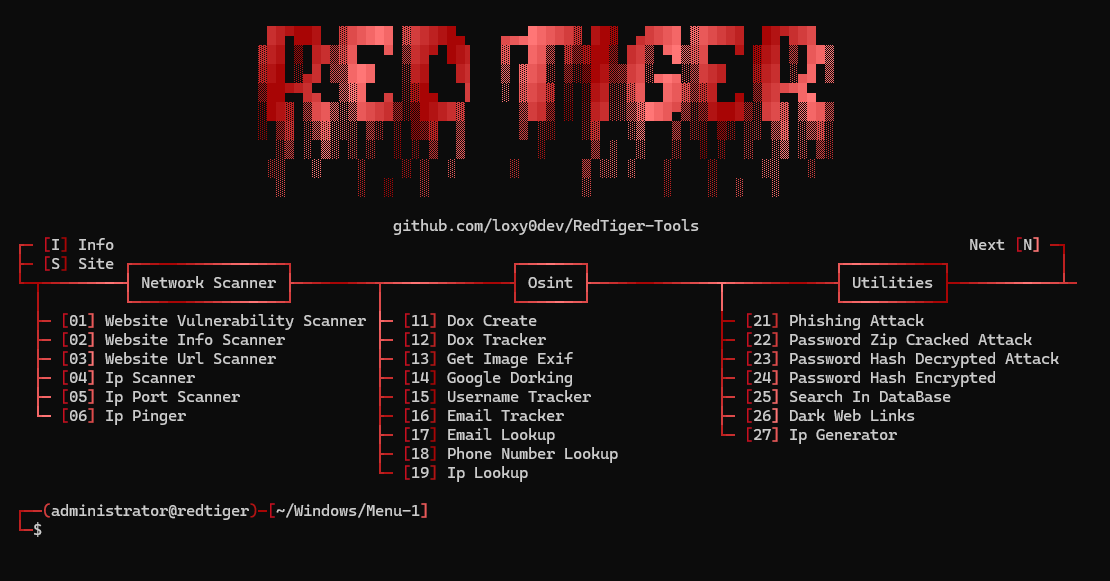 RED TIGER
github.com/loxy0dev/RedTiger-Tools
[I] Info
Next [N]
[S] Site
Network Scanner
Osint
Utilities
[01] Website Vulnerability Scanner
[02] Website Info Scanner
[03] Website Url Scanner
[04] Ip Scanner
[05] Ip Port Scanner
[06] Ip Pinger
[11] Dox Create
[12] Dox Tracker
[13] Get Image Exif
[14] Google Dorking
[15] Username Tracker
[16] Email Tracker
[17] Email Lookup
[18] Phone Number Lookup
[19] Ip Lookup
[21] Phishing Attack
[22] Password Zip Cracked Attack
[23] Password Hash Decrypted Attack
[24] Password Hash Encrypted
[25] Search In DataBase
[26] Dark Web Links
[27] Ip Generator
(administrator@redtiger)-[~/Windows/Menu-1]
$